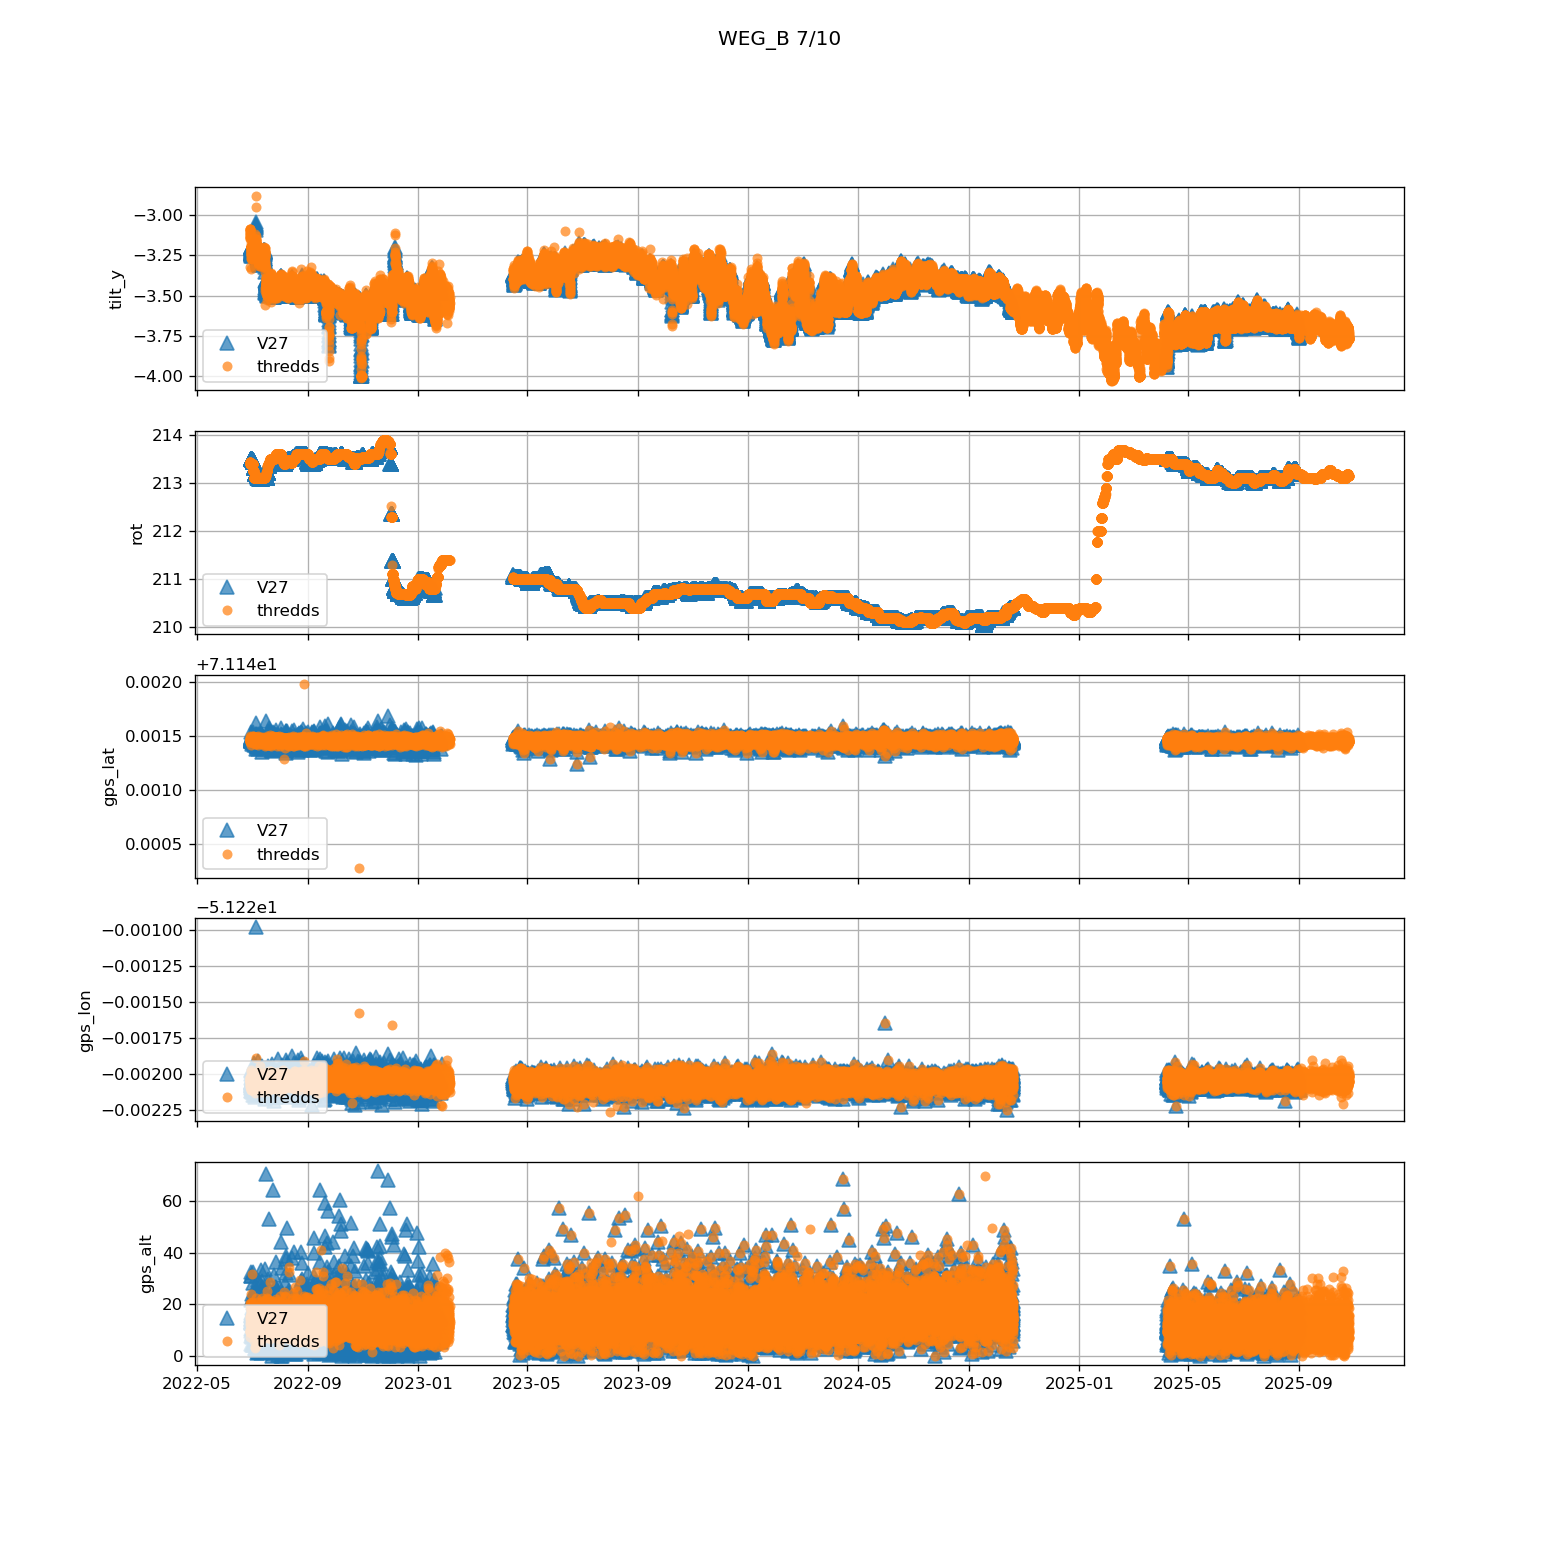 WEG_B 7/10
−3.00
−3.25
−3.50
−3.75
−4.00
tilt_y
V27
thredds
214
213
212
211
210
rot
V27
thredds
+7.114e1
0.0020
0.0015
0.0010
0.0005
gps_lat
V27
thredds
−5.122e1
−0.00100
−0.00125
−0.00150
−0.00175
−0.00200
−0.00225
gps_lon
V27
thredds
60
40
20
0
gps_alt
V27
thredds
2022-05 2022-09 2023-01 2023-05 2023-09 2024-01 2024-05 2024-09 2025-01 2025-05 2025-09